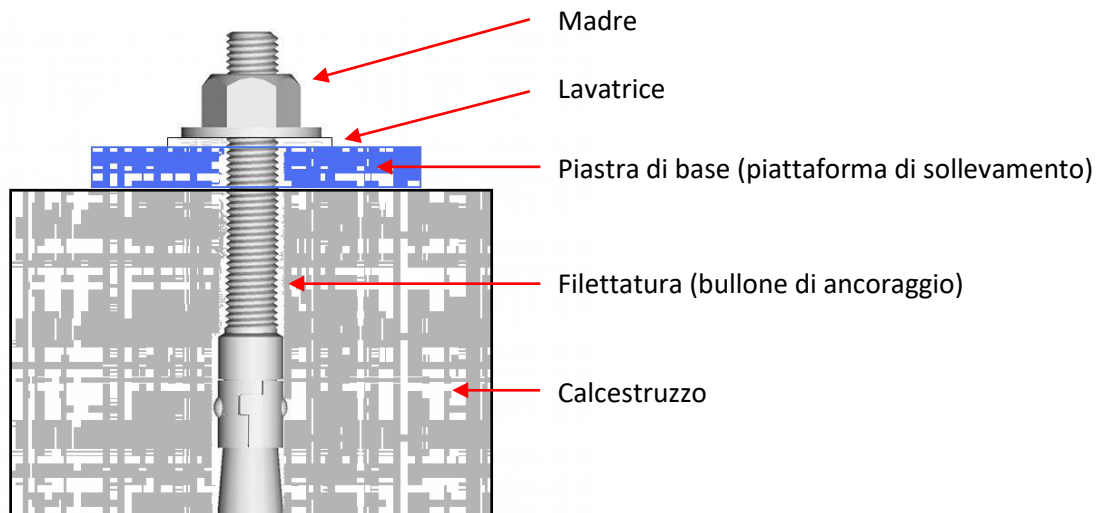 Madre
Lavatrice
Piastra di base (piattaforma di sollevamento)
Filettatura (bullone di ancoraggio)
Calcestruzzo